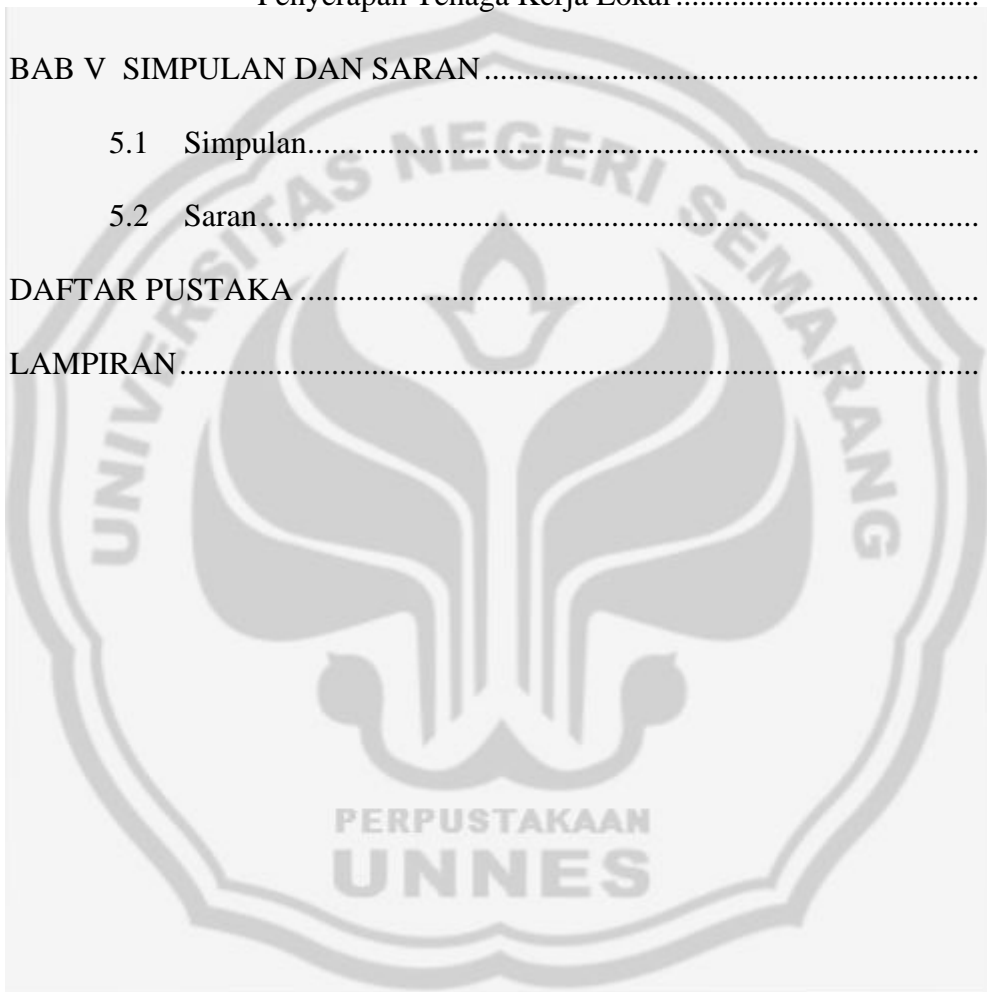 Penyerapan Tenaga Kerja Lokal....................................
BAB V SIMPULAN DAN SARAN............................................................
5.1 Simpulan.................................................................................
5.2 Saran.......................................................................................
DAFTAR PUSTAKA ..................................................................................
LAMPIRAN.................................................................................................
UNIVERSITAS NEGERI SEMARANG
PERPUSTAKAAN
UNNES